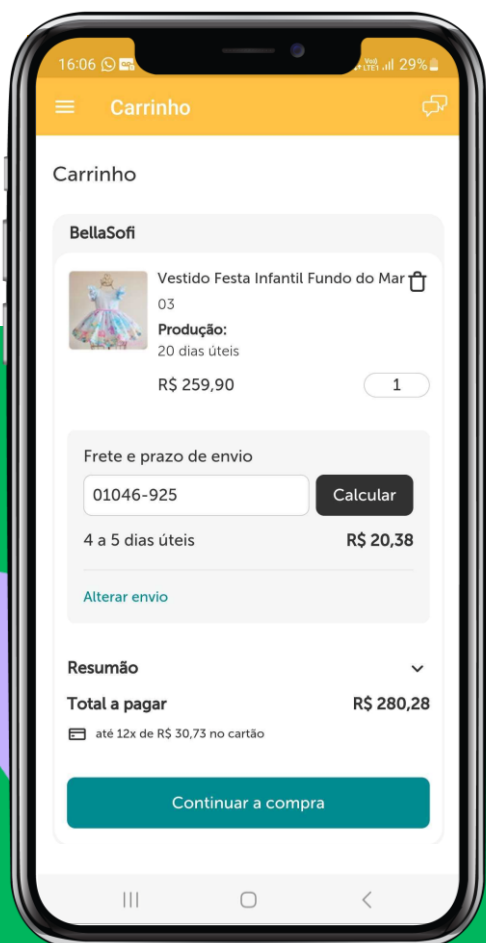 16:06
29%
Carrinho
Carrinho
BellaSofi
Vestido Festa Infantil Fundo do Mar
03
Produção:
20 dias úteis
R$ 259,90
1
Frete e prazo de envio
01046-925
Calcular
4 a 5 dias úteis
R$ 20,38
Alterar envio
Resumão
Total a pagar
R$ 280,28
até 12x de R$ 30,73 no cartão
Continuar a compra